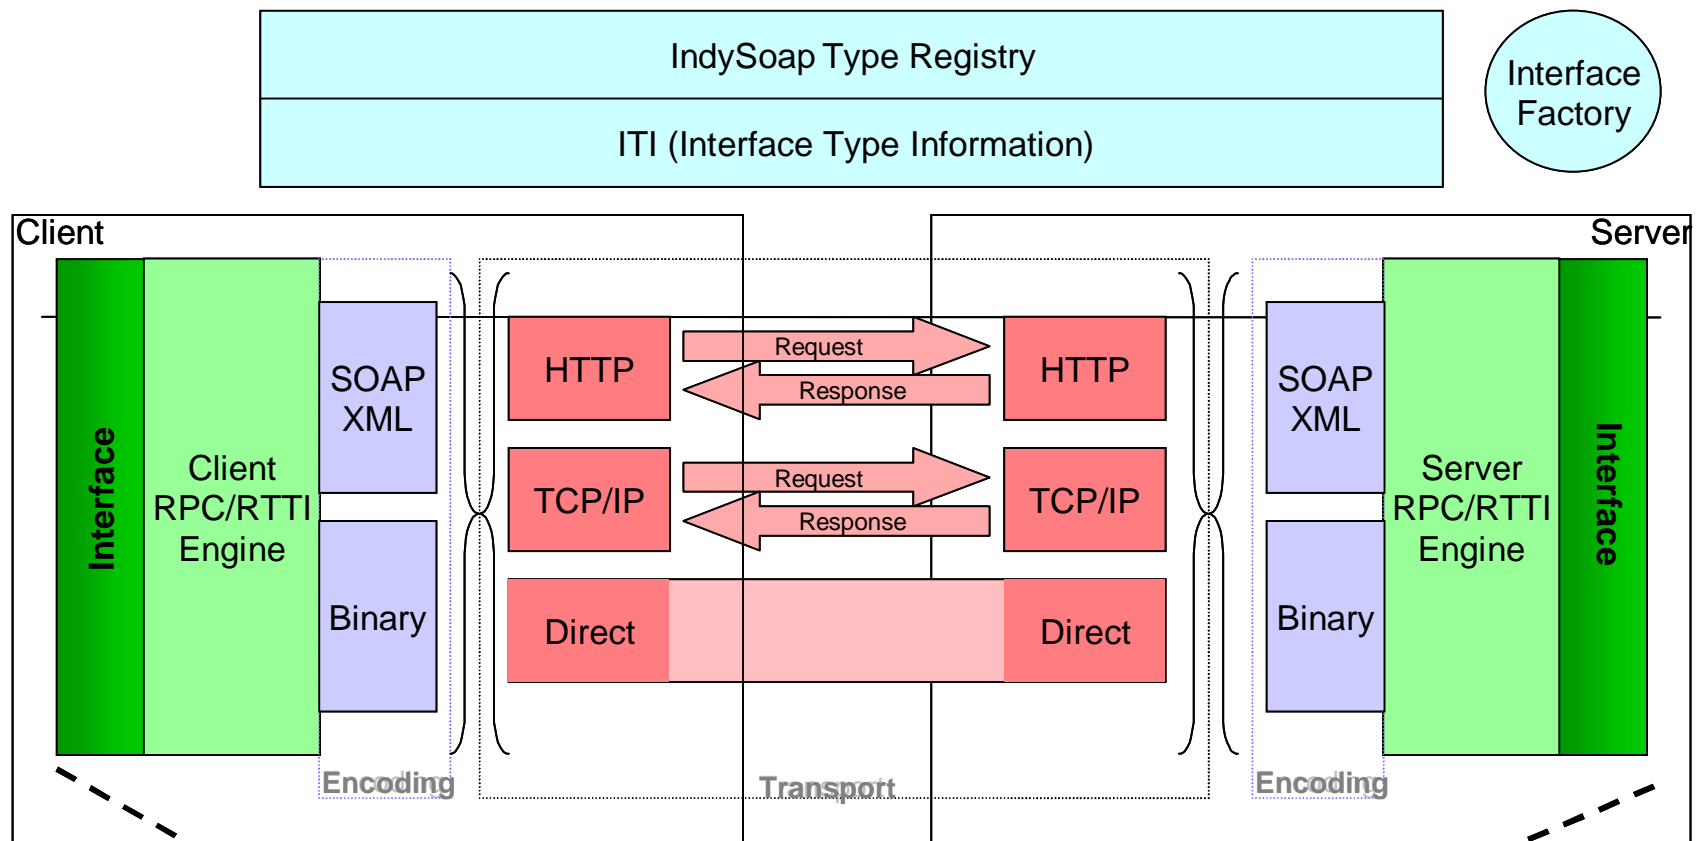 IndySoap Type Registry
ITI (Interface Type Information)
Interface
Factory
Client
Server
Interface
Client
RPC/RTTI
Engine
SOAP
XML
Binary
Encoding
HTTP
Request
Response
HTTP
TCP/IP
Request
Response
TCP/IP
Direct
Direct
Transport
SOAP
XML
Binary
Encoding
Server
RPC/RTTI
Engine
Interface